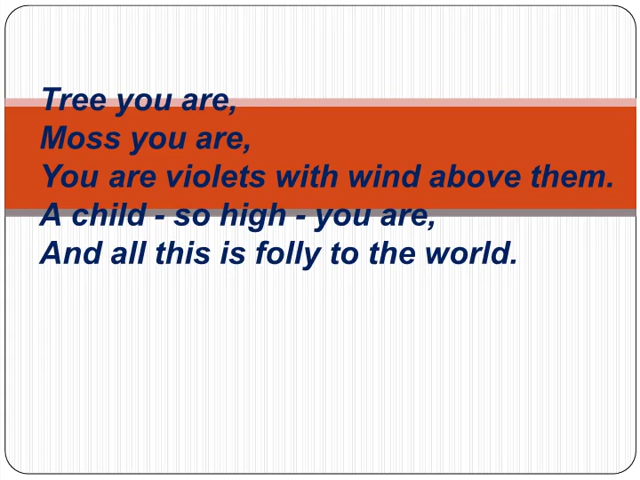 Tree you are,
Moss you are,
You are violets with wind above them.
A child - so high - you are,
And all this is folly to the world.